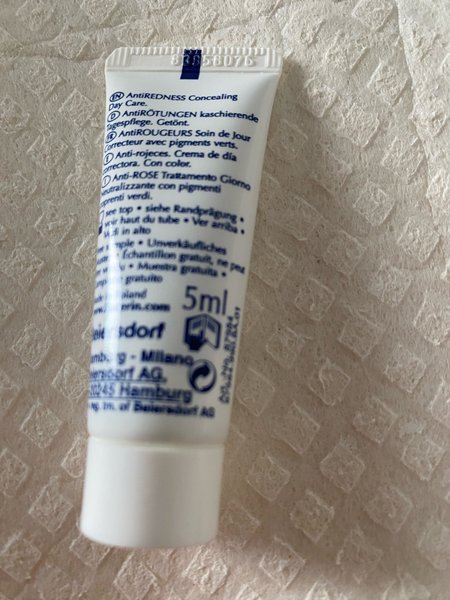 EN AntiREDNESS Concealing
Day Care.
D AntiRÖTUNGEN kaschierende
Tagespflege. Getönt.
FR AntiROUGEURS Soin de Jour
Correcteur avec pigments verts.
Anti-rojeces. Crema de día
correctora. Con color.
Anti-ROSE Trattamento Giorno
neutralizzante con pigmenti
verdi.
see top • siehe Randprägung •
haut du tube • Ver arriba •
in alto
Unverkäufliches
Échantillon gratuit, ne peut
Muestra gratuita •
gratuito
5ml
Beiersdorf
Hamburg - Milano
Beiersdorf AG,
20245 Hamburg
reg. tm. of Beiersdorf AG